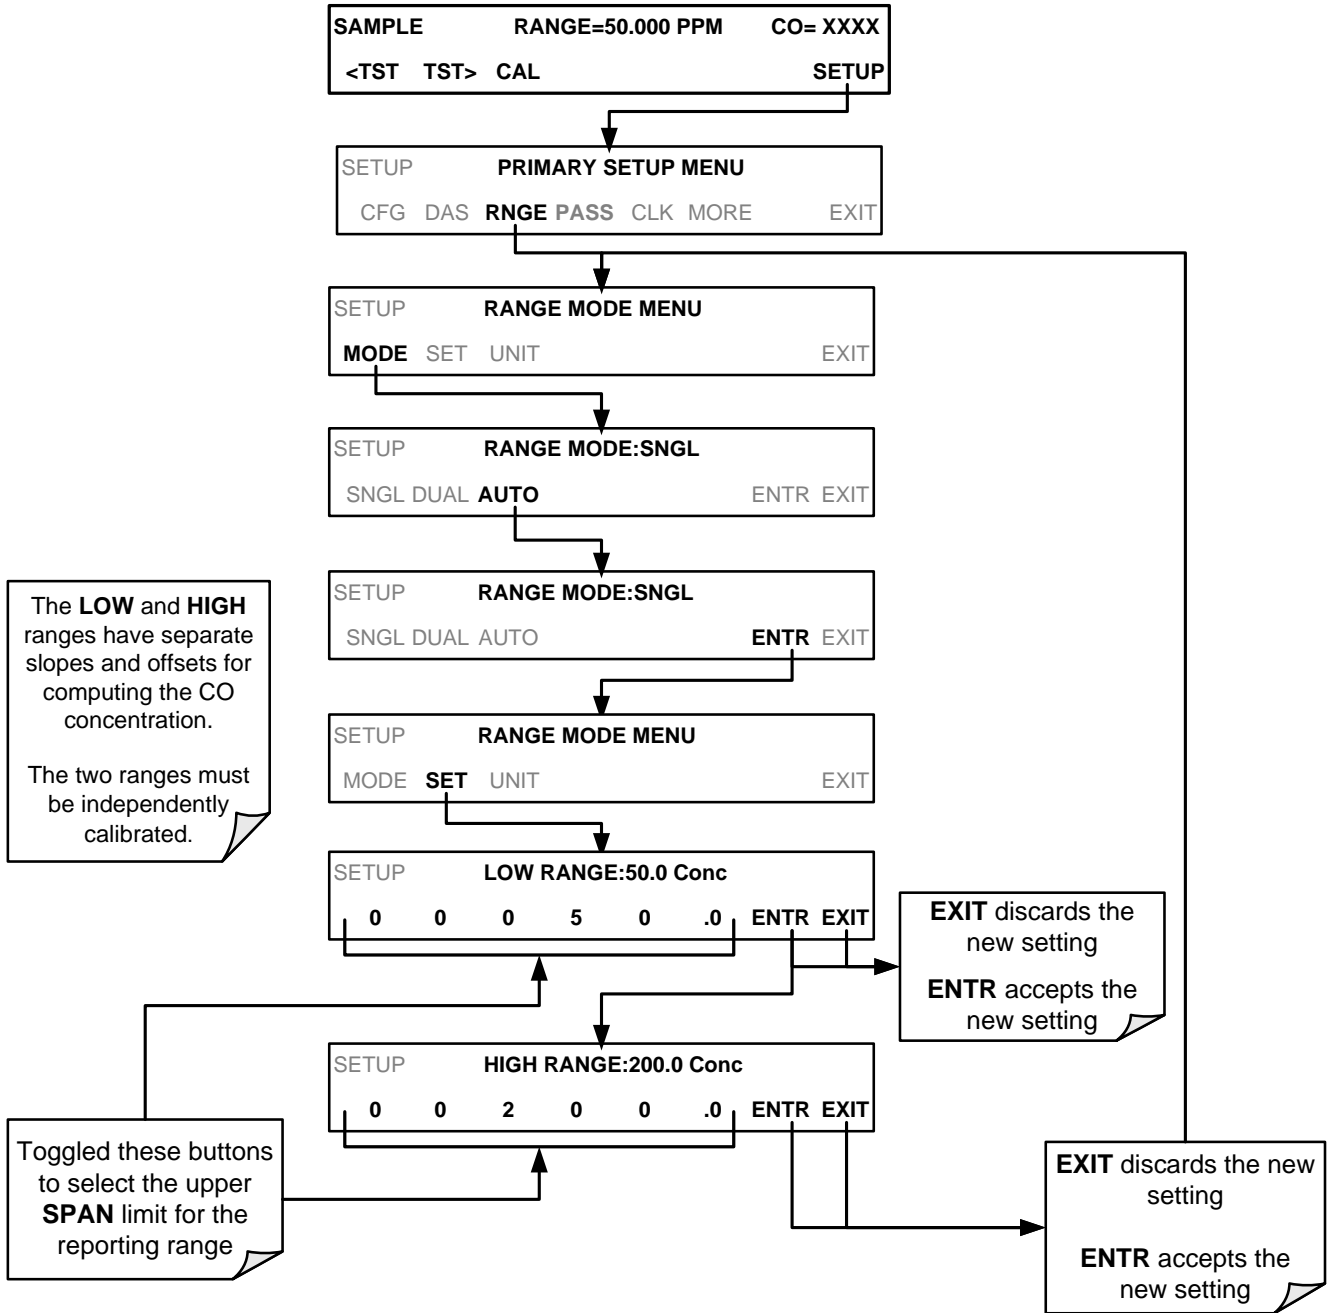 SAMPLE RANGE=50.000 PPM CO= XXXX
<TST TST> CAL SETUP
SETUP PRIMARY SETUP MENU
CFG DAS RNGE PASS CLK MORE EXIT
SETUP RANGE MODE MENU
MODE SET UNIT EXIT
SETUP RANGE MODE:SNGL
SNGL DUAL AUTO ENTR EXIT
SETUP RANGE MODE:SNGL
SNGL DUAL AUTO ENTR EXIT
The LOW and HIGH
ranges have separate
slopes and offsets for
computing the CO
concentration.
The two ranges must
be independently
calibrated.
SETUP RANGE MODE MENU
MODE SET UNIT EXIT
SETUP LOW RANGE:50.0 Conc
0 0 0 5 0 .0 ENTR EXIT
EXIT discards the
new setting
ENTR accepts the
new setting
SETUP HIGH RANGE:200.0 Conc
0 0 2 0 0 .0 ENTR EXIT
Toggled these buttons
to select the upper
SPAN limit for the
reporting range
EXIT discards the new
setting
ENTR accepts the
new setting